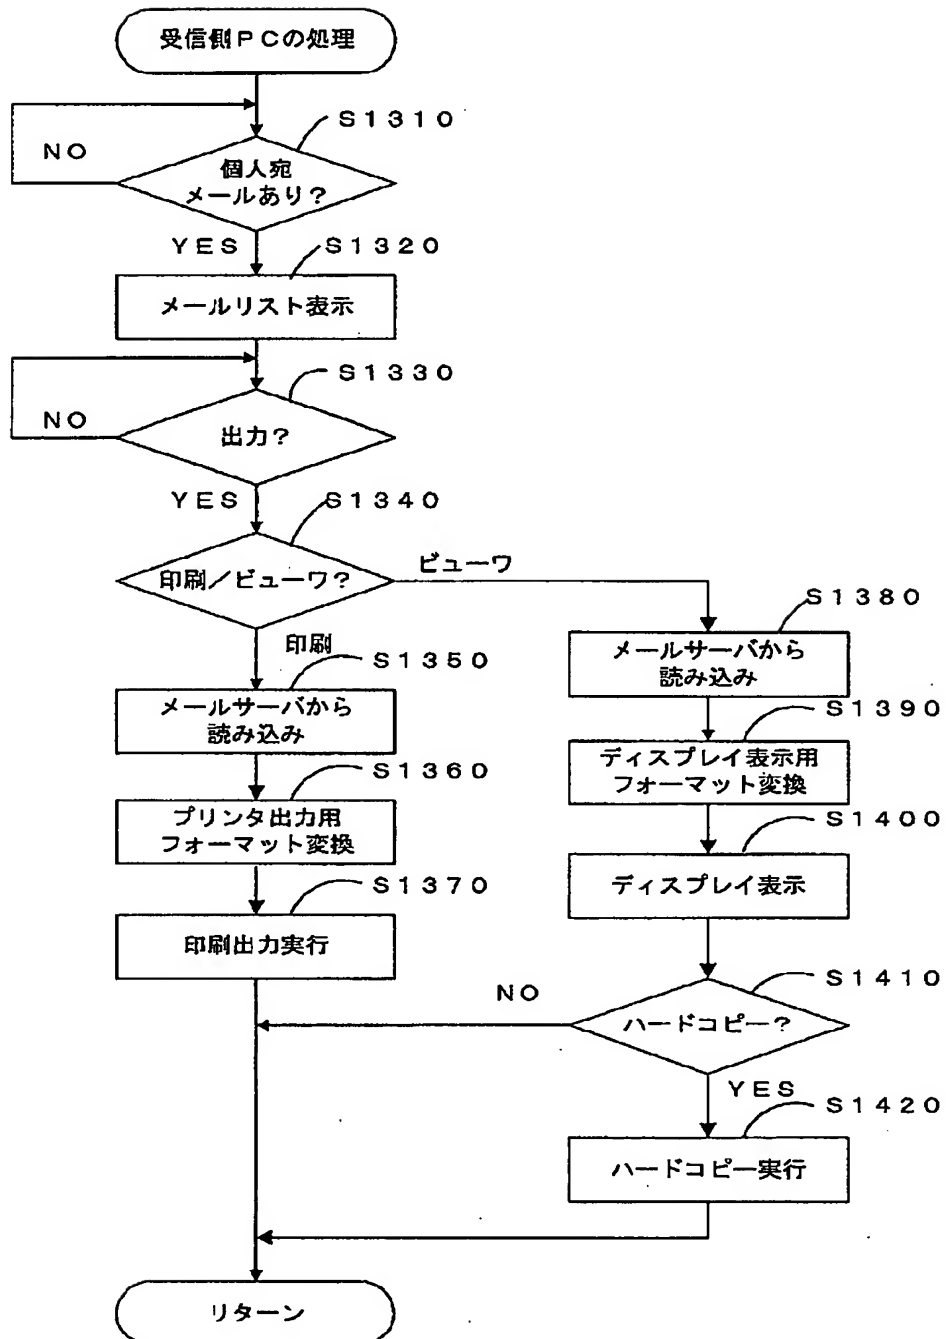 受信側PCの処理
S1310
NO
個人宛
メールあり?
YES
S1320
メールリスト表示
S1330
NO
出力?
YES
S1340
印刷/ビューワ?
ビューワ
印刷
S1350
メールサーバから
読み込み
S1360
プリンタ出力用
フォーマット変換
S1370
印刷出力実行
S1380
メールサーバから
読み込み
S1390
ディスプレイ表示用
フォーマット変換
S1400
ディスプレイ表示
S1410
NO
ハードコピー?
YES
S1420
ハードコピー実行
リターン